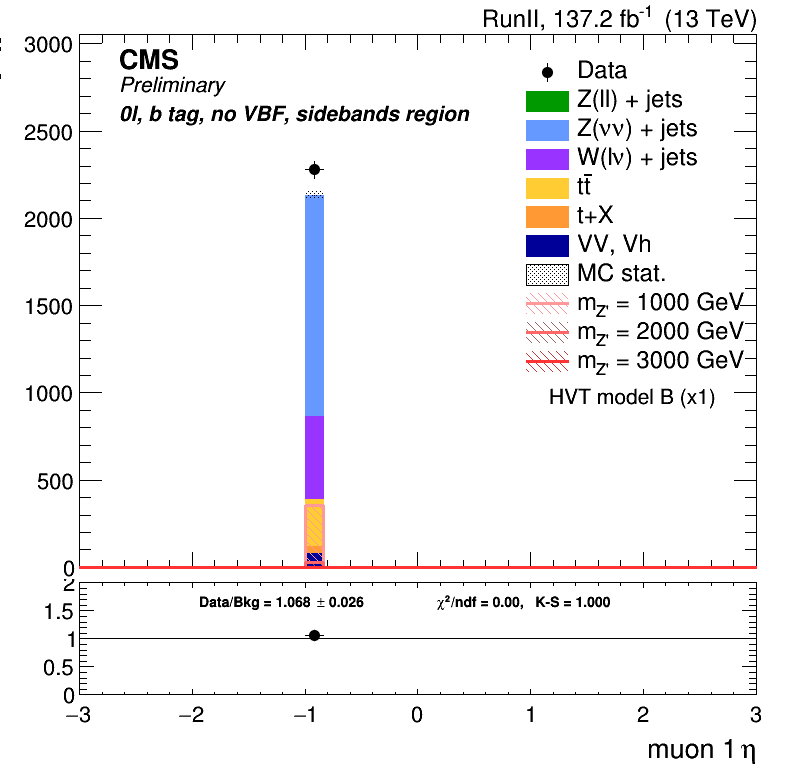 RunII, 137.2 fb⁻¹ (13 TeV)
CMS
Preliminary
0l, b tag, no VBF, sidebands region
Data
Z(ll) + jets
Z(νν) + jets
W(lν) + jets
tt̄
t+X
VV, Vh
MC stat.
m_Z' = 1000 GeV
m_Z' = 2000 GeV
m_Z' = 3000 GeV
HVT model B (x1)
3000
2500
2000
1500
1000
500
0
Data/Bkg = 1.068 ± 0.026 χ²/ndf = 0.00, K-S = 1.000
2
1.5
1
0.5
0
−3 −2 −1 0 1 2 3
muon 1 η